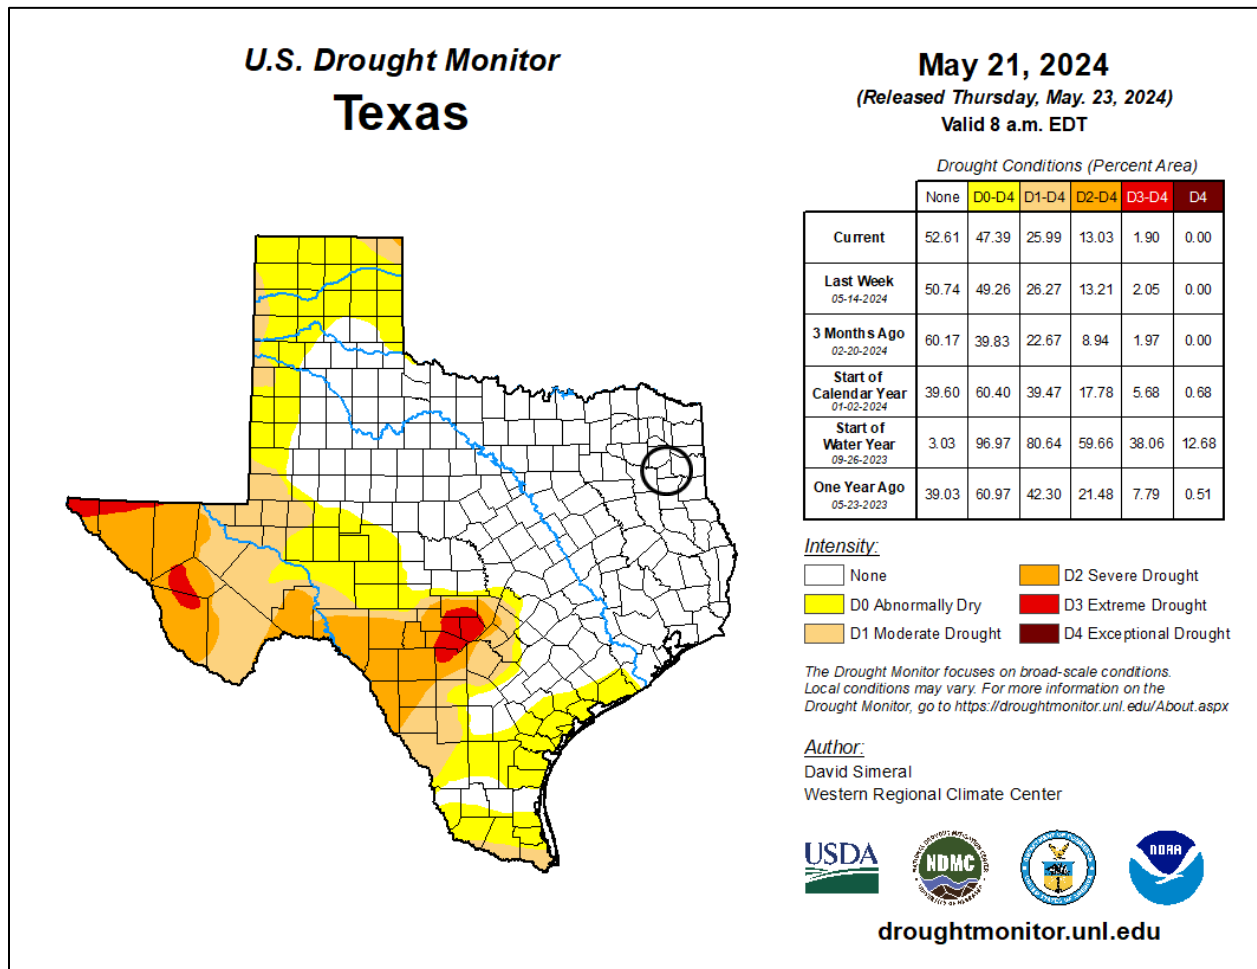 U.S. Drought Monitor
Texas
May 21, 2024
(Released Thursday, May. 23, 2024)
Valid 8 a.m. EDT
Drought Conditions (Percent Area)
None D0-D4 D1-D4 D2-D4 D3-D4 D4
Current 52.61 47.39 25.99 13.03 1.90 0.00
Last Week
05-14-2024 50.74 49.26 26.27 13.21 2.05 0.00
3 Months Ago
02-20-2024 60.17 39.83 22.67 8.94 1.97 0.00
Start of
Calendar Year
01-02-2024 39.60 60.40 39.47 17.78 5.68 0.68
Start of
Water Year
09-26-2023 3.03 96.97 80.64 59.66 38.06 12.68
One Year Ago
05-23-2023 39.03 60.97 42.30 21.48 7.79 0.51
Intensity:
None
D0 Abnormally Dry
D1 Moderate Drought
D2 Severe Drought
D3 Extreme Drought
D4 Exceptional Drought
The Drought Monitor focuses on broad-scale conditions.
Local conditions may vary. For more information on the
Drought Monitor, go to https://droughtmonitor.unl.edu/About.aspx
Author:
David Simeral
Western Regional Climate Center
USDA
NDMC
NOAA
droughtmonitor.unl.edu